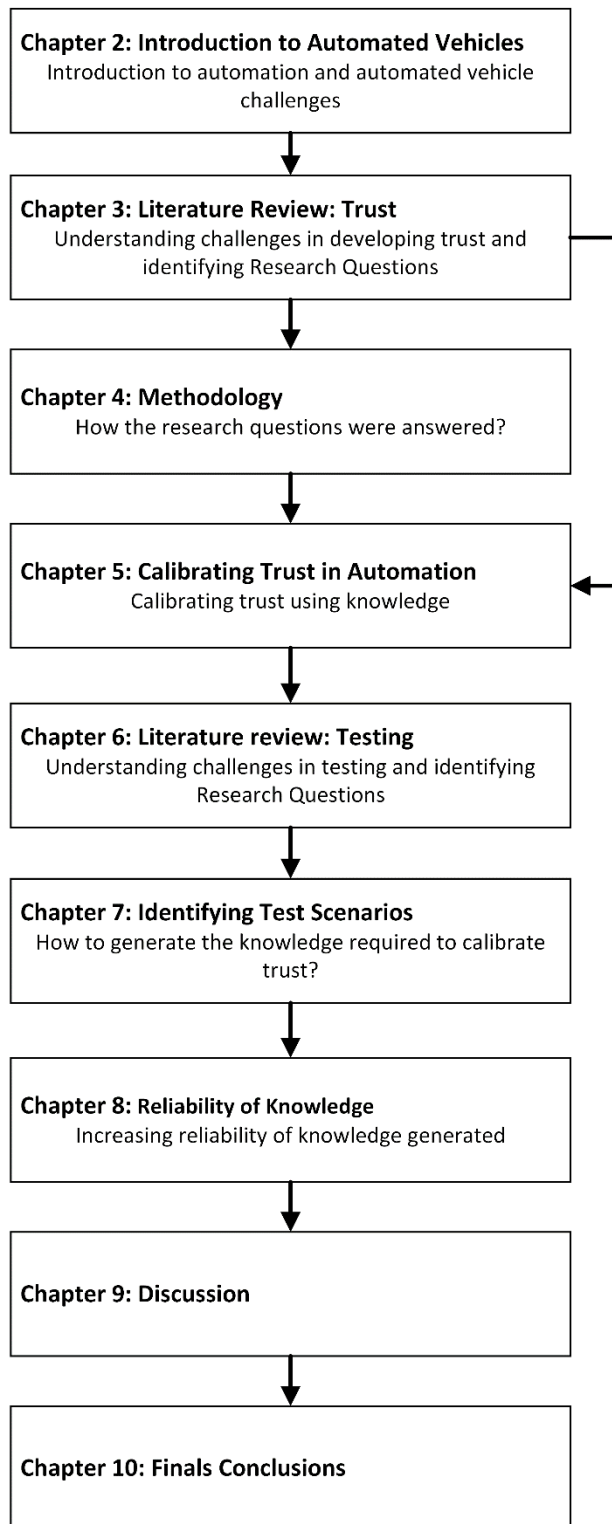 Chapter 2: Introduction to Automated Vehicles
Introduction to automation and automated vehicle
challenges
Chapter 3: Literature Review: Trust
Understanding challenges in developing trust and
identifying Research Questions
Chapter 4: Methodology
How the research questions were answered?
Chapter 5: Calibrating Trust in Automation
Calibrating trust using knowledge
Chapter 6: Literature review: Testing
Understanding challenges in testing and identifying
Research Questions
Chapter 7: Identifying Test Scenarios
How to generate the knowledge required to calibrate
trust?
Chapter 8: Reliability of Knowledge
Increasing reliability of knowledge generated
Chapter 9: Discussion
Chapter 10: Finals Conclusions